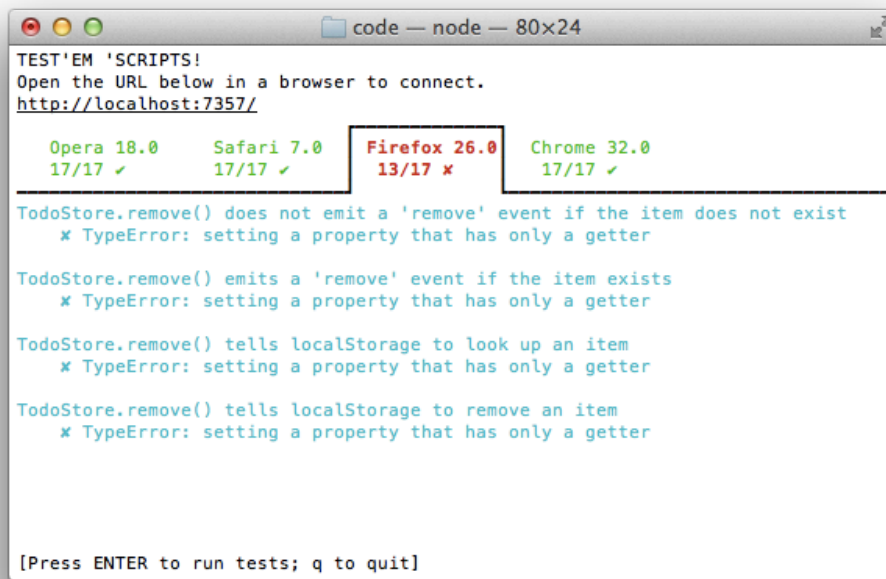 code — node — 80×24
TEST'EM 'SCRIPTS!
Open the URL below in a browser to connect.
http://localhost:7357/
Opera 18.0 Safari 7.0 Firefox 26.0 Chrome 32.0
17/17 ✔ 17/17 ✔ 13/17 ✘ 17/17 ✔
TodoStore.remove() does not emit a 'remove' event if the item does not exist
✘ TypeError: setting a property that has only a getter
TodoStore.remove() emits a 'remove' event if the item exists
✘ TypeError: setting a property that has only a getter
TodoStore.remove() tells localStorage to look up an item
✘ TypeError: setting a property that has only a getter
TodoStore.remove() tells localStorage to remove an item
✘ TypeError: setting a property that has only a getter
[Press ENTER to run tests; q to quit]